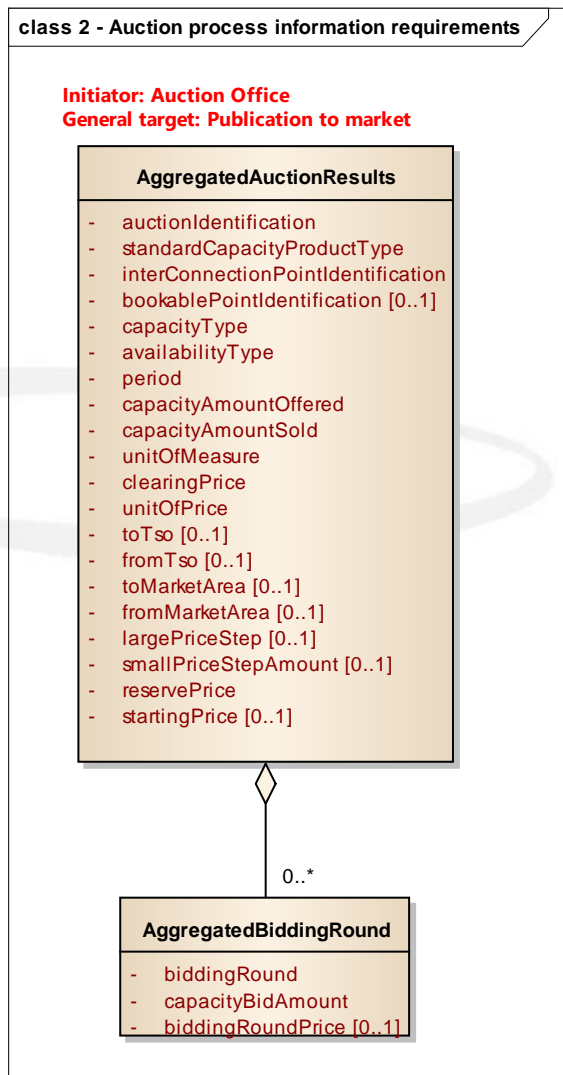 class 2 - Auction process information requirements
Initiator: Auction Office
General target: Publication to market
AggregatedAuctionResults
- auctionIdentification
- standardCapacityProductType
- interConnectionPointIdentification
- bookablePointIdentification [0..1]
- capacityType
- availabilityType
- period
- capacityAmountOffered
- capacityAmountSold
- unitOfMeasure
- clearingPrice
- unitOfPrice
- toTso [0..1]
- fromTso [0..1]
- toMarketArea [0..1]
- fromMarketArea [0..1]
- largePriceStep [0..1]
- smallPriceStepAmount [0..1]
- reservePrice
- startingPrice [0..1]
0..*
AggregatedBiddingRound
- biddingRound
- capacityBidAmount
- biddingRoundPrice [0..1]